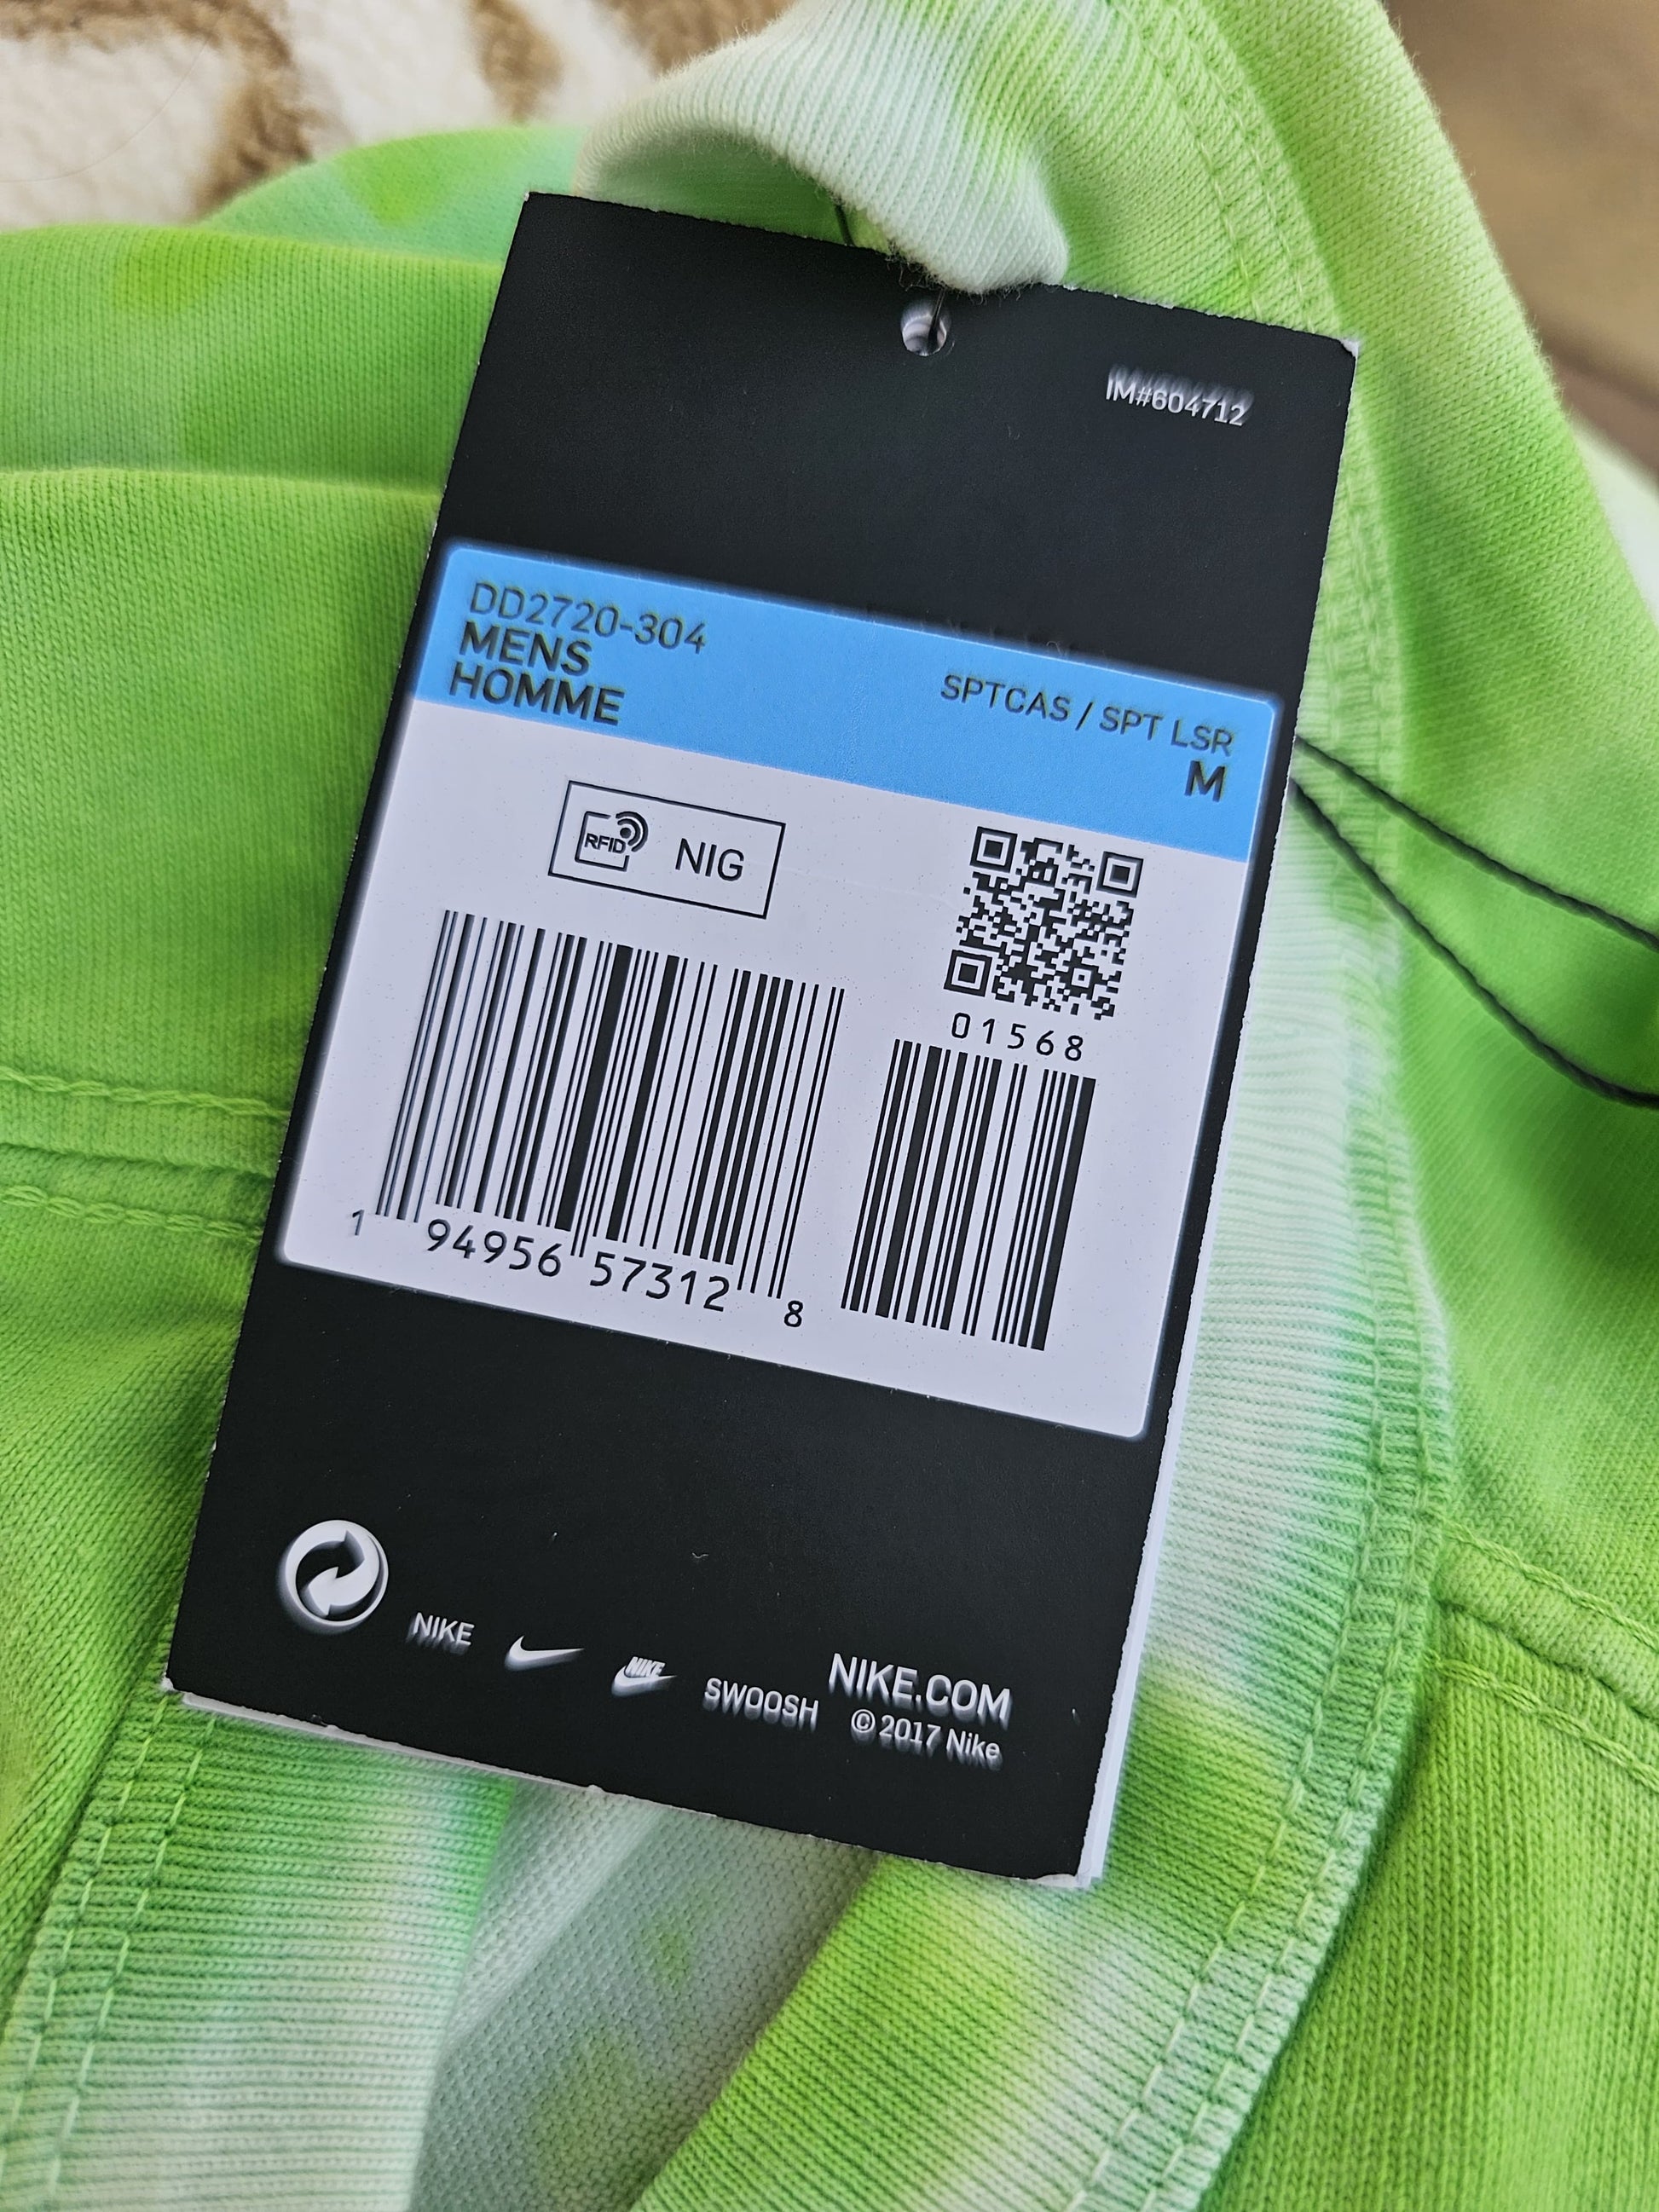 IM#604712
DD2720-304
MENS
HOMME
SPTCAS / SPT LSR
M
RFID NIG
01568
1 94956 57312 8
NIKE
NIKE
SWOOSH
NIKE.COM
© 2017 Nike